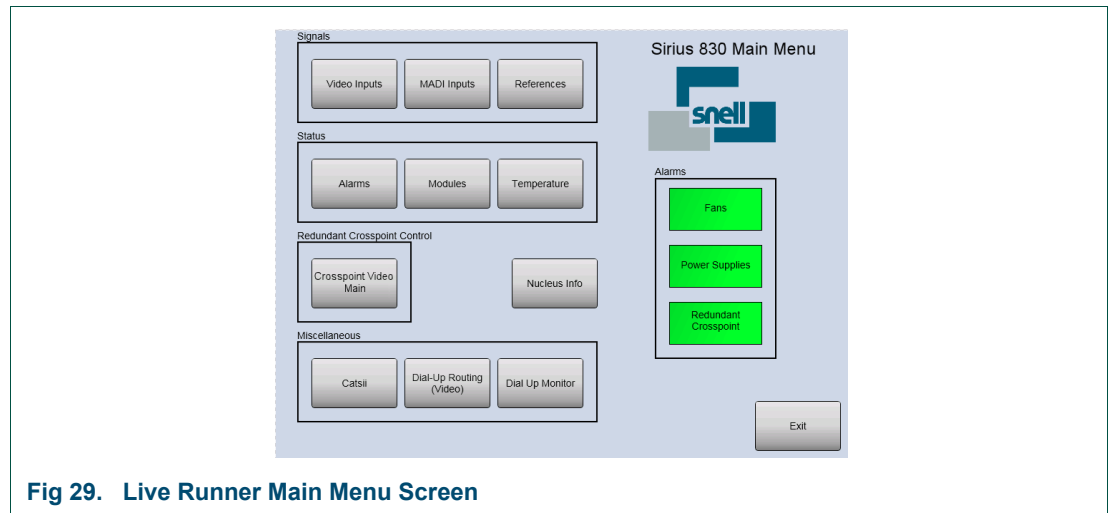 Signals
Video Inputs
MADI Inputs
References
Status
Alarms
Modules
Temperature
Redundant Crosspoint Control
Crosspoint Video
Main
Nucleus Info
Miscellaneous
Catsii
Dial-Up Routing
(Video)
Dial Up Monitor
Sirius 830 Main Menu
snell
Alarms
Fans
Power Supplies
Redundant
Crosspoint
Exit
Fig 29. Live Runner Main Menu Screen